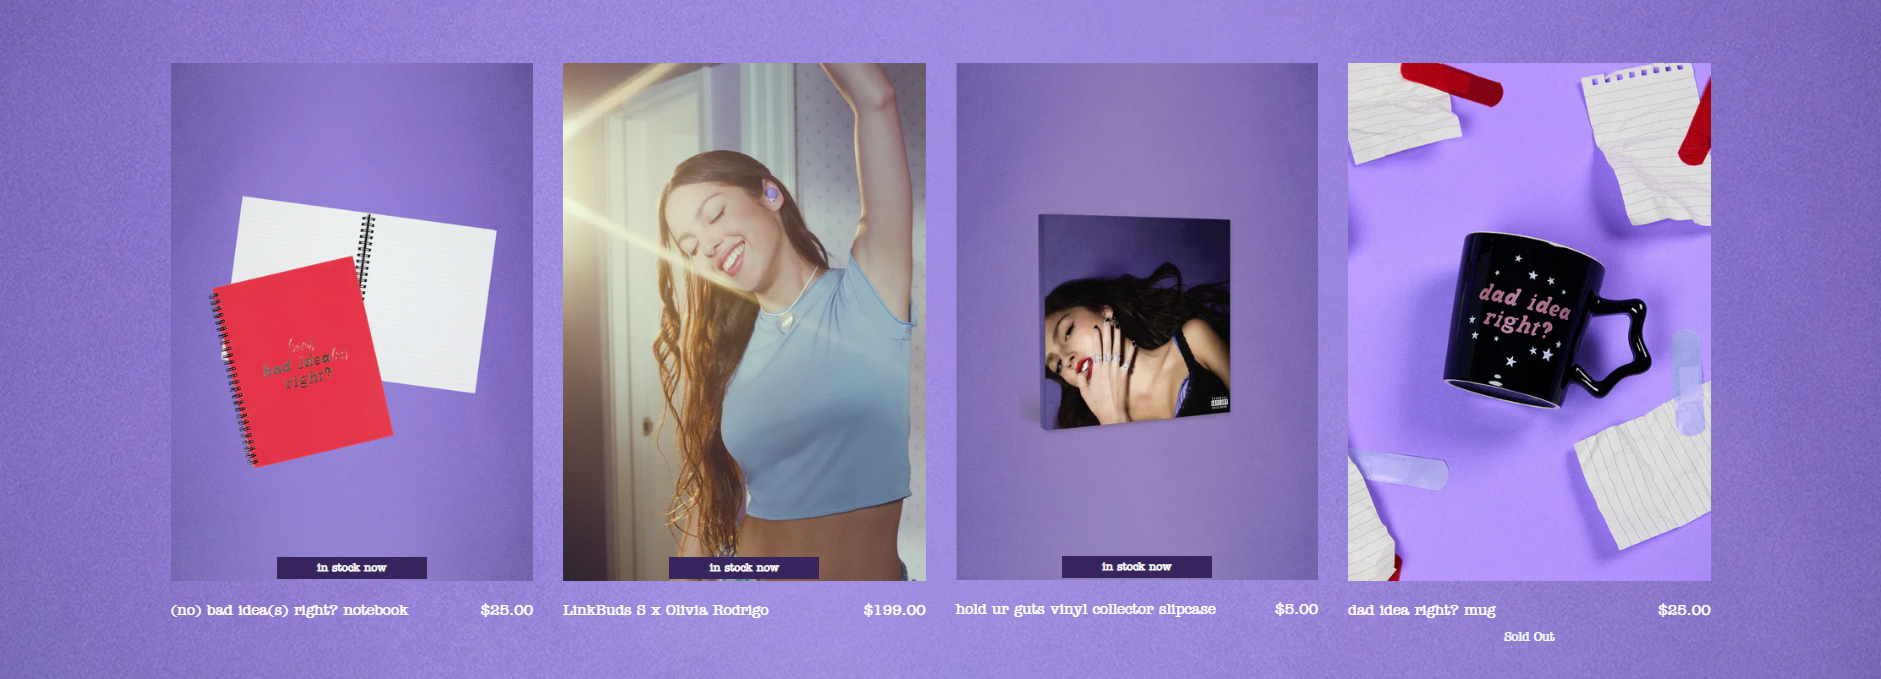 (no)
bad idea(s)
right?
dad idea
right?
in stock now
in stock now
in stock now
(no) bad idea(s) right? notebook
$25.00
LinkBuds S x Olivia Rodrigo
$199.00
hold ur guts vinyl collector slipcase
$5.00
dad idea right? mug
$25.00
Sold Out